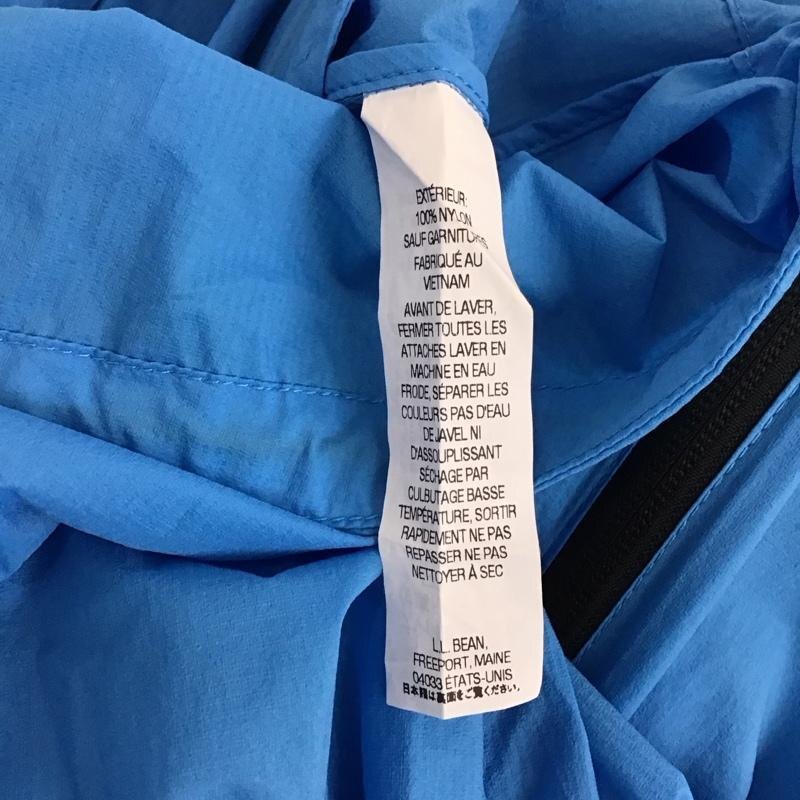 EXTÉRIEUR:
100% NYLON
SAUF GARNITURES
FABRIQUÉ AU
VIETNAM
AVANT DE LAVER,
FERMER TOUTES LES
ATTACHES LAVER EN
MACHINE EN EAU
FROIDE, SÉPARER LES
COULEURS PAS D'EAU
DE JAVEL NI
D'ASSOUPLISSANT
SÉCHAGE PAR
CULBUTAGE BASSE
TEMPÉRATURE, SORTIR
RAPIDEMENT NE PAS
REPASSER NE PAS
NETTOYER À SEC
L.L. BEAN,
FREEPORT, MAINE
04033 ÉTATS-UNIS
日本語は裏面をご覧ください。